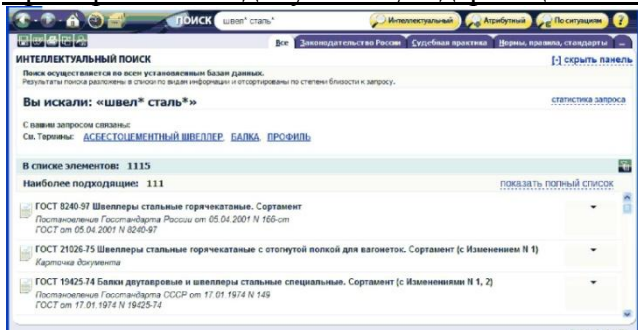 ПОИСК швел* сталь* Интеллектуальный Атрибутный По ситуации
Все Законодательство России Судебная практика Нормы, правила, стандарты ...
ИНТЕЛЛЕКТУАЛЬНЫЙ ПОИСК [-] скрыть панель
Поиск осуществляется по всем установленным базам данных.
Результаты поиска разложены в списки по видам информации и отсортированы по степени близости к запросу.
Вы искали: «швел* сталь*» статистика запроса
С вашим запросом связаны:
См. Термины: АСБЕСТОЦЕМЕНТНЫЙ ШВЕЛЛЕР, БАЛКА, ПРОФИЛЬ
В списке элементов: 1115
Наиболее подходящие: 111 показать полный список
ГОСТ 8240-97 Швеллеры стальные горячекатаные. Сортамент
Постановление Госстандарта России от 05.04.2001 N 166-ст
ГОСТ от 05.04.2001 N 8240-97
ГОСТ 21026-75 Швеллеры стальные горячекатаные с отогнутой полкой для вагонеток. Сортамент (с Изменением N 1)
Карточка документа
ГОСТ 19425-74 Балки двутавровые и швеллеры стальные специальные. Сортамент (с Изменениями N 1, 2)
Постановление Госстандарта СССР от 17.01.1974 N 149
ГОСТ от 17.01.1974 N 19425-74